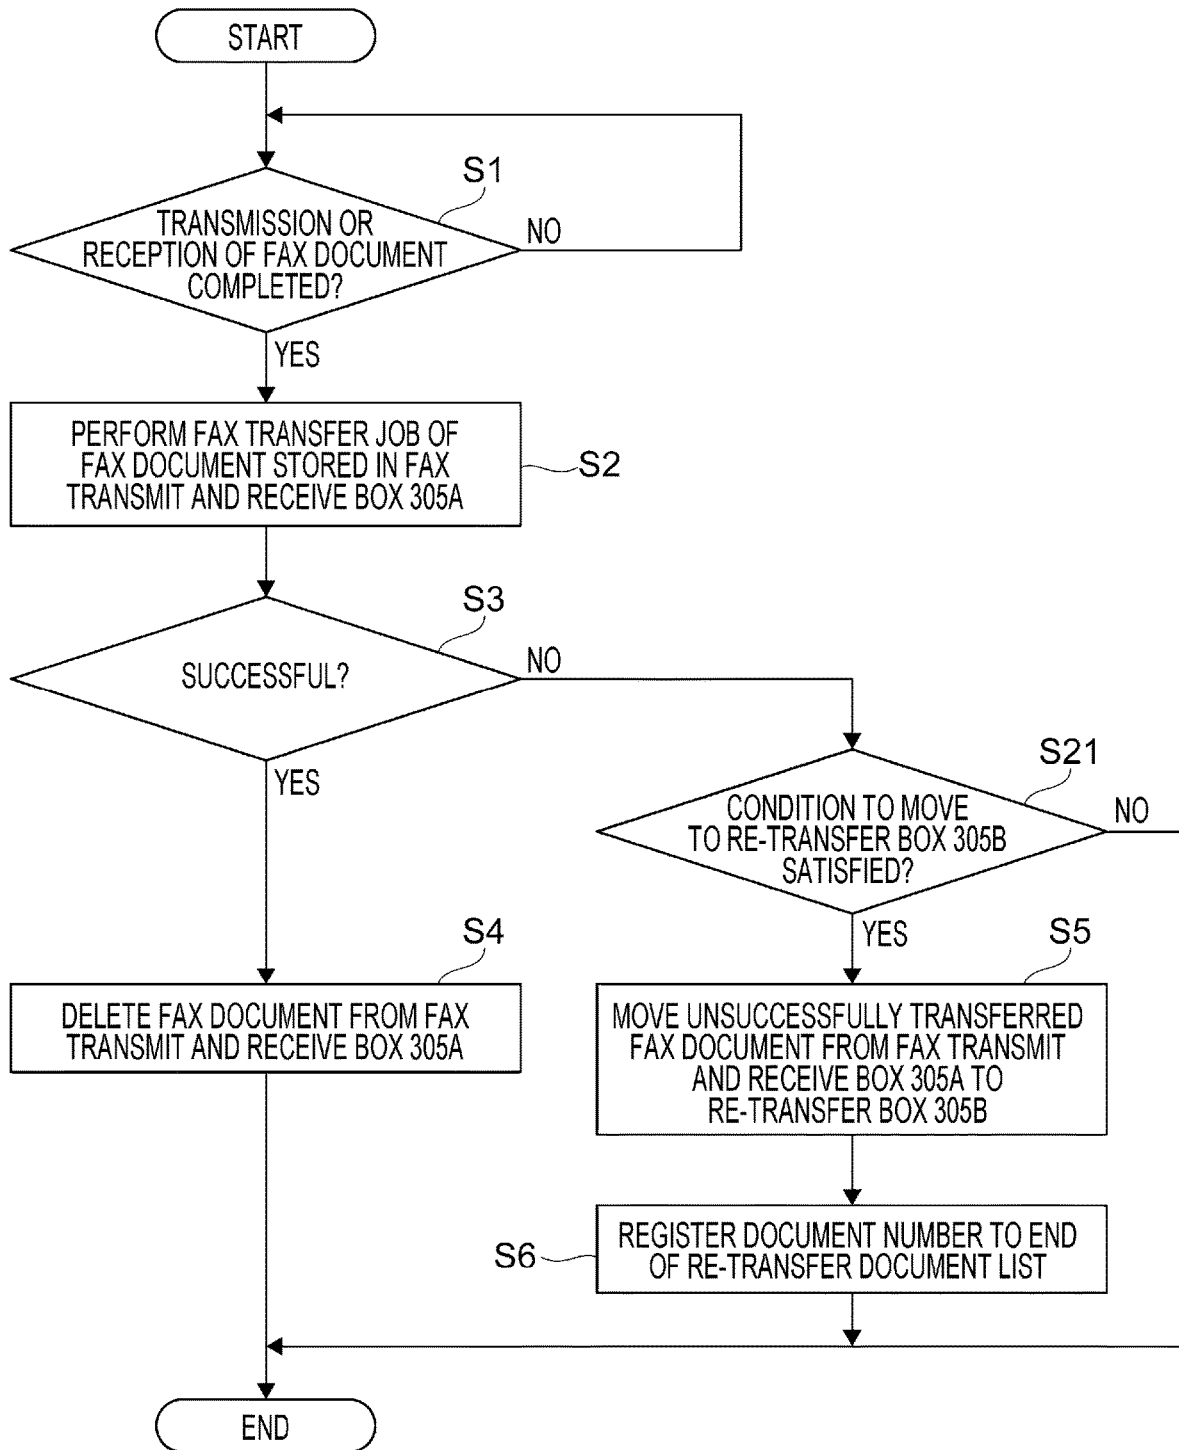 START
S1
TRANSMISSION OR
RECEPTION OF FAX DOCUMENT
COMPLETED?
NO
YES
PERFORM FAX TRANSFER JOB OF
FAX DOCUMENT STORED IN FAX
TRANSMIT AND RECEIVE BOX 305A
S2
S3
SUCCESSFUL?
NO
YES
S21
CONDITION TO MOVE
TO RE-TRANSFER BOX 305B
SATISFIED?
NO
YES
S4
DELETE FAX DOCUMENT FROM FAX
TRANSMIT AND RECEIVE BOX 305A
S5
MOVE UNSUCCESSFULLY TRANSFERRED
FAX DOCUMENT FROM FAX TRANSMIT
AND RECEIVE BOX 305A TO
RE-TRANSFER BOX 305B
S6
REGISTER DOCUMENT NUMBER TO END
OF RE-TRANSFER DOCUMENT LIST
END